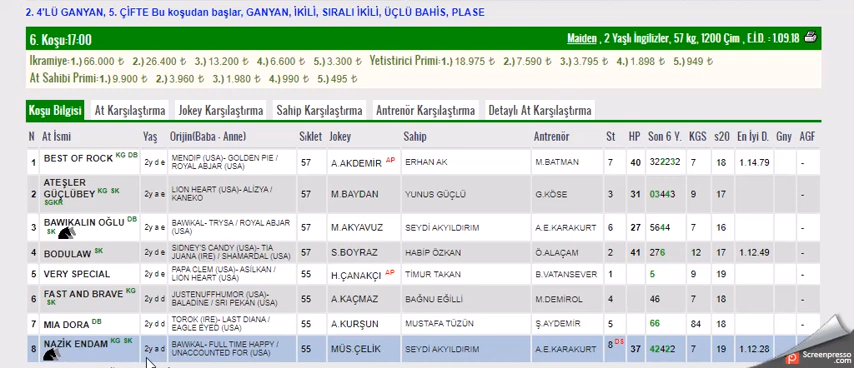 2. 4'LÜ GANYAN, 5. ÇİFTE Bu koşudan başlar, GANYAN, İKİLİ, SIRALI İKİLİ, ÜÇLÜ BAHİS, PLASE
6. Koşu:17:00 Maiden , 2 Yaşlı İngilizler, 57 kg, 1200 Çim , E.İ.D. : 1.09.18
Ikramiye:1.) 66.000 ₺ 2.) 26.400 ₺ 3.) 13.200 ₺ 4.) 6.600 ₺ 5.) 3.300 ₺ Yetistirici Primi:1.) 18.975 ₺ 2.) 7.590 ₺ 3.) 3.795 ₺ 4.) 1.898 ₺ 5.) 949 ₺
At Sahibi Primi:1.) 9.900 ₺ 2.) 3.960 ₺ 3.) 1.980 ₺ 4.) 990 ₺ 5.) 495 ₺
Koşu Bilgisi At Karşılaştırma Jokey Karşılaştırma Sahip Karşılaştırma Antrenör Karşılaştırma Detaylı At Karşılaştırma
N At İsmi Yaş Orijin(Baba - Anne) Sıklet Jokey Sahip Antrenör St HP Son 6 Y. KGS s20 En İyi D. Gny AGF
1 BEST OF ROCK KG DB 2y d e MENDIP (USA)- GOLDEN PIE / ROYAL ABJAR (USA) 57 A.AKDEMİR AP ERHAN AK M.BATMAN 7 40 322232 7 18 1.14.79 -
2 ATEŞLER GÜÇLÜBEY KG SK SGKR 2y a e LION HEART (USA)- ALİZYA / KANEKO 57 M.BAYDAN YUNUS GÜÇLÜ G.KÖSE 3 31 03443 9 17 -
3 BAWIKALIN OĞLU DB SK 2y a e BAWIKAL- TRYSA / ROYAL ABJAR (USA) 57 M.AKYAVUZ SEYDİ AKYILDIRIM A.E.KARAKURT 6 27 5644 7 16 -
4 BODULAW SK 2y d e SIDNEY'S CANDY (USA)- TIA JUANA (IRE) / SHAMARDAL (USA) 57 S.BOYRAZ HABİP ÖZKAN Ö.ALAÇAM 2 41 276 12 17 1.12.49 -
5 VERY SPECIAL 2y d e PAPA CLEM (USA)- ASİLKAN / LION HEART (USA) 55 H.ÇANAKÇI AP TİMUR TAKAN B.VATANSEVER 1 5 9 19 -
6 FAST AND BRAVE KG SK 2y d d JUSTENUFFHUMOR (USA)- BALADINE / SRI PEKAN (USA) 55 A.KAÇMAZ BAĞNU EĞİLLİ M.DEMİROL 4 46 7 18 -
7 MIA DORA DB 2y d d TOROK (IRE)- LAST DIANA / EAGLE EYED (USA) 55 A.KURŞUN MUSTAFA TÜZÜN Ş.AYDEMİR 5 66 84 18 -
8 NAZİK ENDAM KG SK 2y a d BAWIKAL- FULL TIME HAPPY / UNACCOUNTED FOR (USA) 55 MÜS.ÇELİK SEYDİ AKYILDIRIM A.E.KARAKURT 8 DS 37 42422 7 19 1.12.28 -
Screenpresso
.com